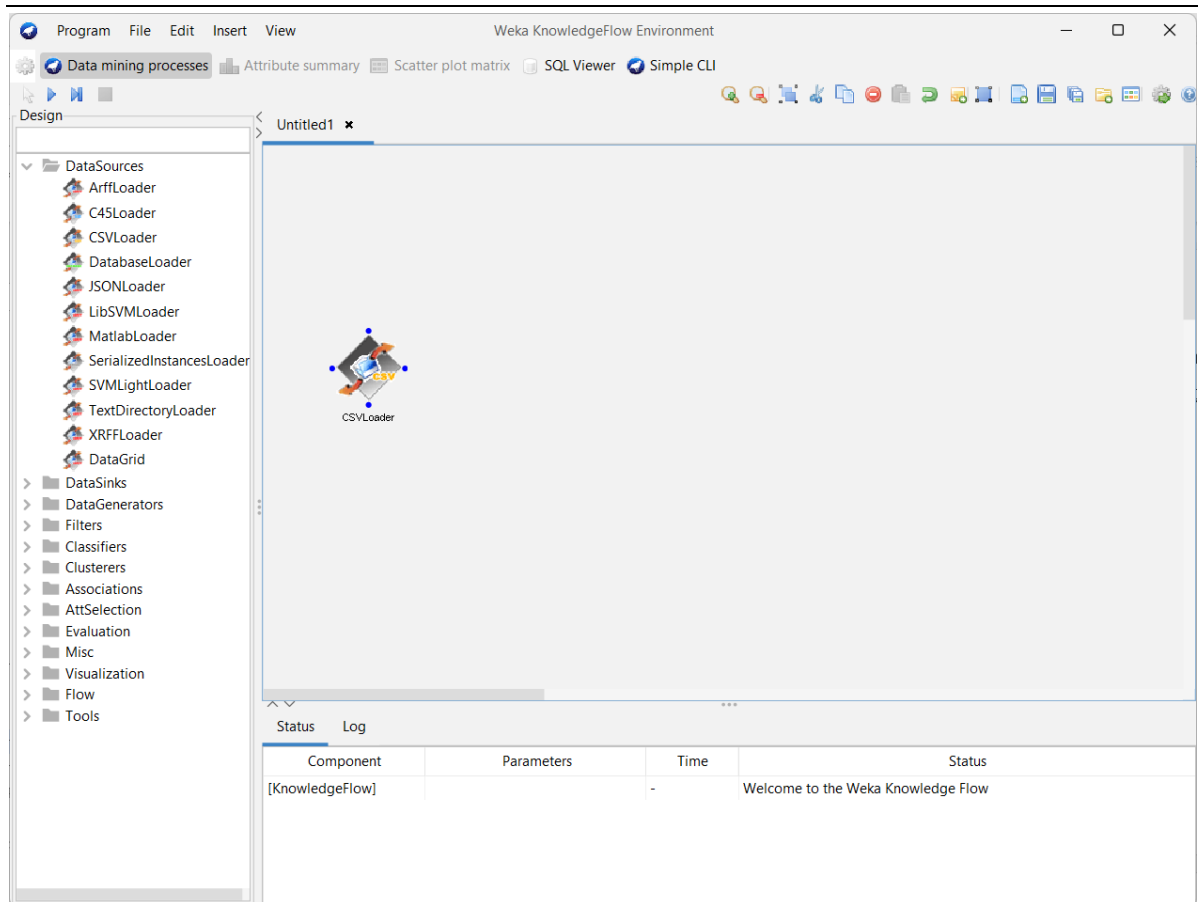 Program File Edit Insert View Weka KnowledgeFlow Environment
Data mining processes Attribute summary Scatter plot matrix SQL Viewer Simple CLI
Design
Untitled1
DataSources
ArffLoader
C45Loader
CSVLoader
DatabaseLoader
JSONLoader
LibSVMLoader
MatlabLoader
SerializedInstancesLoader
SVMLightLoader
TextDirectoryLoader
XRFFLoader
DataGrid
DataSinks
DataGenerators
Filters
Classifiers
Clusterers
Associations
AttSelection
Evaluation
Misc
Visualization
Flow
Tools
CSV
CSVLoader
Status Log
Component Parameters Time Status
[KnowledgeFlow] - Welcome to the Weka Knowledge Flow